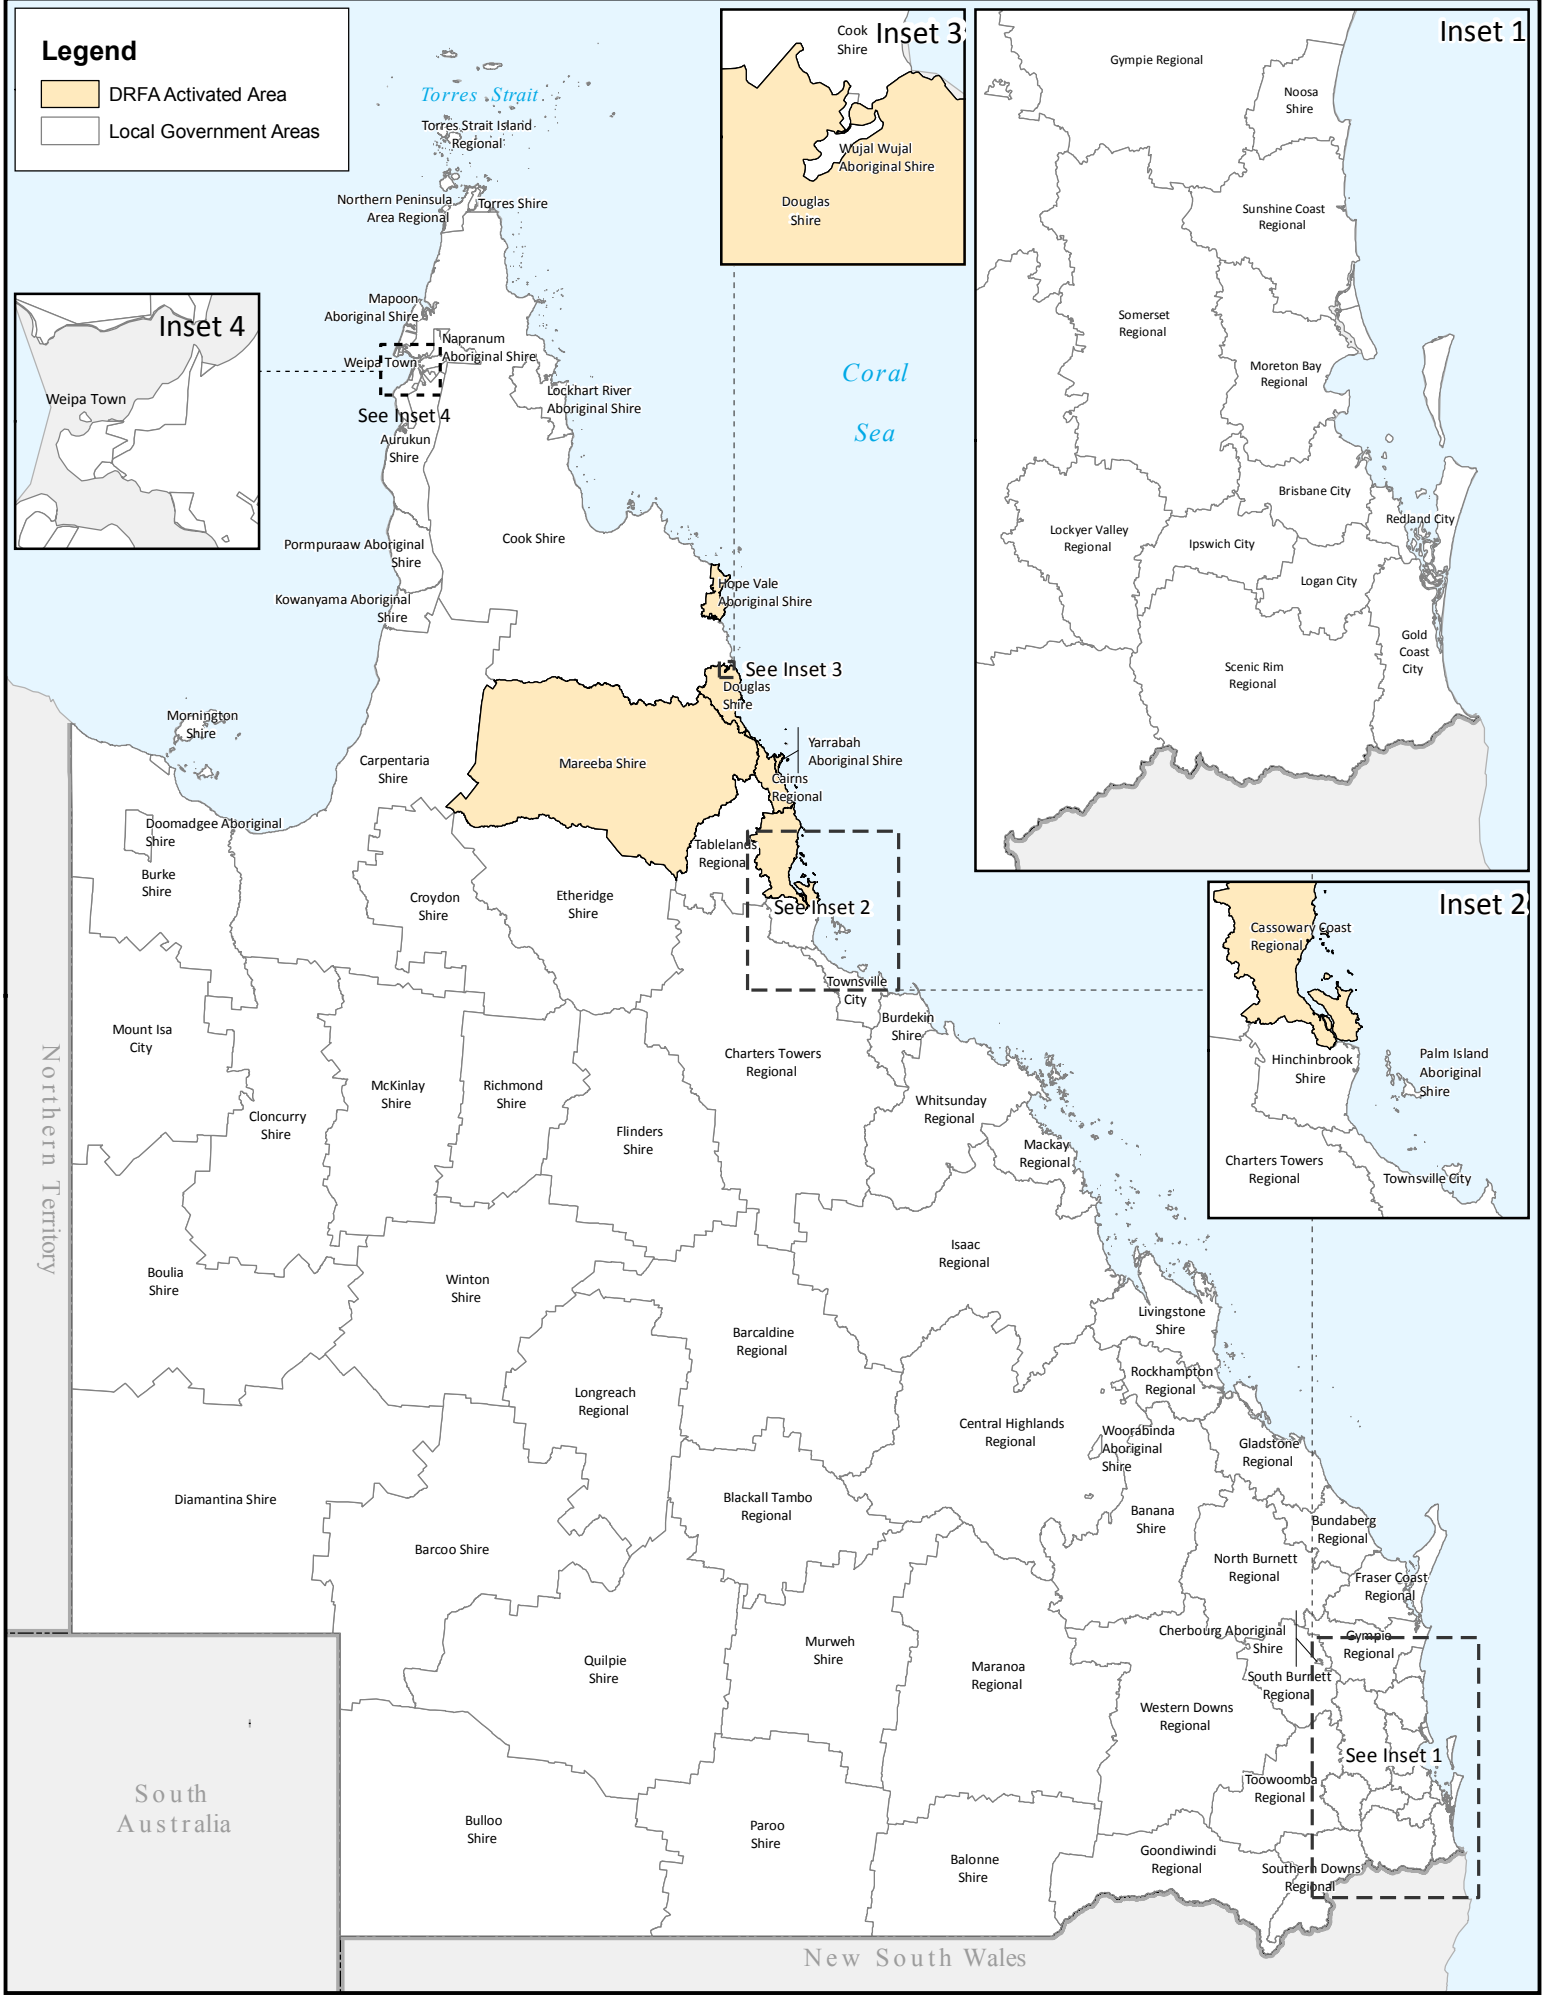 Legend
DRFA Activated Area
Local Government Areas
Torres Strait
Torres Strait Island
Regional
Northern Peninsula
Area Regional
Torres Shire
Mapoon
Aboriginal Shire
Napranum
Aboriginal Shire
Weipa Town
See Inset 4
Lockhart River
Aboriginal Shire
Aurukun
Shire
Inset 4
Weipa Town
Inset 3
Cook
Shire
Wujal Wujal
Aboriginal Shire
Douglas
Shire
Inset 1
Gympie Regional
Noosa
Shire
Sunshine Coast
Regional
Somerset
Regional
Moreton Bay
Regional
Brisbane City
Redland City
Lockyer Valley
Regional
Ipswich City
Logan City
Gold
Coast
City
Scenic Rim
Regional
Coral
Sea
Cook Shire
Pormpuraaw Aboriginal
Shire
Kowanyama Aboriginal
Shire
Hope Vale
Aboriginal Shire
See Inset 3
Douglas
Shire
Mornington
Shire
Carpentaria
Shire
Mareeba Shire
Yarrabah
Aboriginal Shire
Cairns
Regional
Doomadgee Aboriginal
Shire
Burke
Shire
Croydon
Shire
Etheridge
Shire
Tablelands
Regional
See Inset 2
Inset 2
Cassowary Coast
Regional
Hinchinbrook
Shire
Palm Island
Aboriginal
Shire
Charters Towers
Regional
Townsville City
Townsville
City
Burdekin
Shire
Mount Isa
City
Cloncurry
Shire
McKinlay
Shire
Richmond
Shire
Flinders
Shire
Charters Towers
Regional
Whitsunday
Regional
Mackay
Regional
Northern Territory
Boulia
Shire
Winton
Shire
Isaac
Regional
Livingstone
Shire
Barcaldine
Regional
Longreach
Regional
Rockhampton
Regional
Central Highlands
Regional
Woorabinda
Aboriginal
Shire
Gladstone
Regional
Diamantina Shire
Blackall Tambo
Regional
Banana
Shire
Bundaberg
Regional
Barcoo Shire
North Burnett
Regional
Fraser Coast
Regional
Cherbourg Aboriginal
Shire
Gympie
Regional
Quilpie
Shire
Murweh
Shire
Maranoa
Regional
South Burnett
Regional
Western Downs
Regional
See Inset 1
Toowoomba
Regional
South
Australia
Bulloo
Shire
Paroo
Shire
Balonne
Shire
Goondiwindi
Regional
Southern Downs
Regional
New South Wales